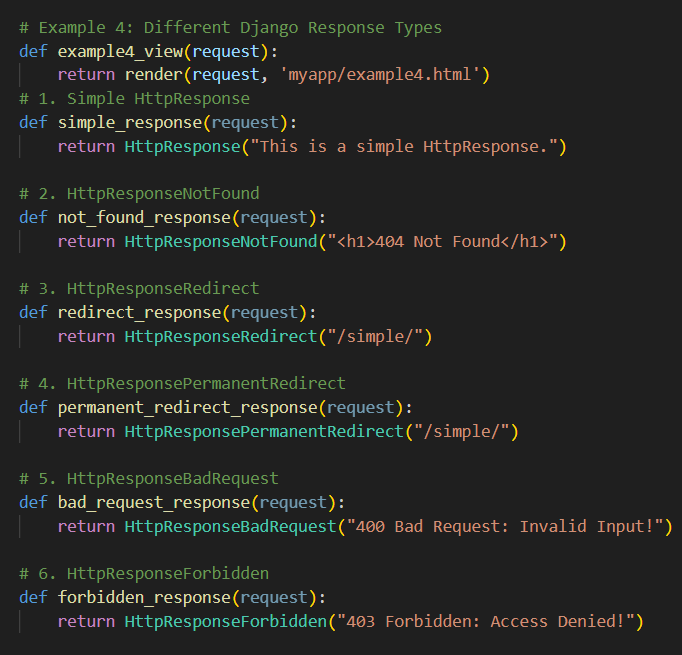 # Example 4: Different Django Response Types
def example4_view(request):
    return render(request, 'myapp/example4.html')
# 1. Simple HttpResponse
def simple_response(request):
    return HttpResponse("This is a simple HttpResponse.")
# 2. HttpResponseNotFound
def not_found_response(request):
    return HttpResponseNotFound("<h1>404 Not Found</h1>")
# 3. HttpResponseRedirect
def redirect_response(request):
    return HttpResponseRedirect("/simple/")
# 4. HttpResponsePermanentRedirect
def permanent_redirect_response(request):
    return HttpResponsePermanentRedirect("/simple/")
# 5. HttpResponseBadRequest
def bad_request_response(request):
    return HttpResponseBadRequest("400 Bad Request: Invalid Input!")
# 6. HttpResponseForbidden
def forbidden_response(request):
    return HttpResponseForbidden("403 Forbidden: Access Denied!")